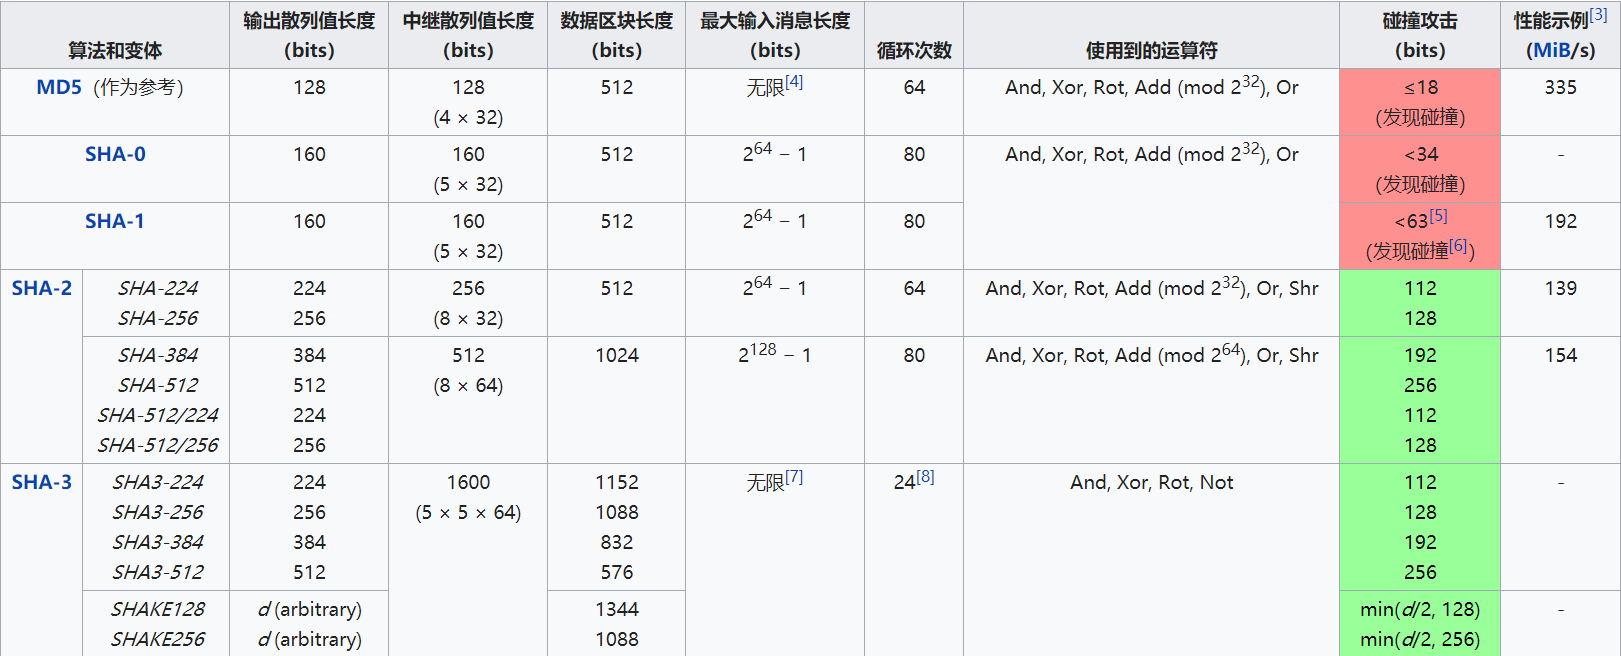 算法和变体 输出散列值长度 (bits) 中继散列值长度 (bits) 数据区块长度 (bits) 最大输入消息长度 (bits) 循环次数 使用到的运算符 碰撞攻击 (bits) 性能示例[3] (MiB/s)
MD5 (作为参考) 128 128 512 无限[4] 64 And, Xor, Rot, Add (mod 2^32), Or ≤18 335
(4 × 32) (发现碰撞)
SHA-0 160 160 512 2^64 − 1 80 And, Xor, Rot, Add (mod 2^32), Or <34 -
(5 × 32) (发现碰撞)
SHA-1 160 160 512 2^64 − 1 80 <63[5] 192
(5 × 32) (发现碰撞[6])
SHA-2 SHA-224 224 256 512 2^64 − 1 64 And, Xor, Rot, Add (mod 2^32), Or, Shr 112 139
SHA-256 256 (8 × 32) 128
SHA-384 384 512 1024 2^128 − 1 80 And, Xor, Rot, Add (mod 2^64), Or, Shr 192 154
SHA-512 512 (8 × 64) 256
SHA-512/224 224 112
SHA-512/256 256 128
SHA-3 SHA3-224 224 1600 1152 无限[7] 24[8] And, Xor, Rot, Not 112 -
SHA3-256 256 (5 × 5 × 64) 1088 128
SHA3-384 384 832 192
SHA3-512 512 576 256
SHAKE128 d (arbitrary) 1344 min(d/2, 128) -
SHAKE256 d (arbitrary) 1088 min(d/2, 256)